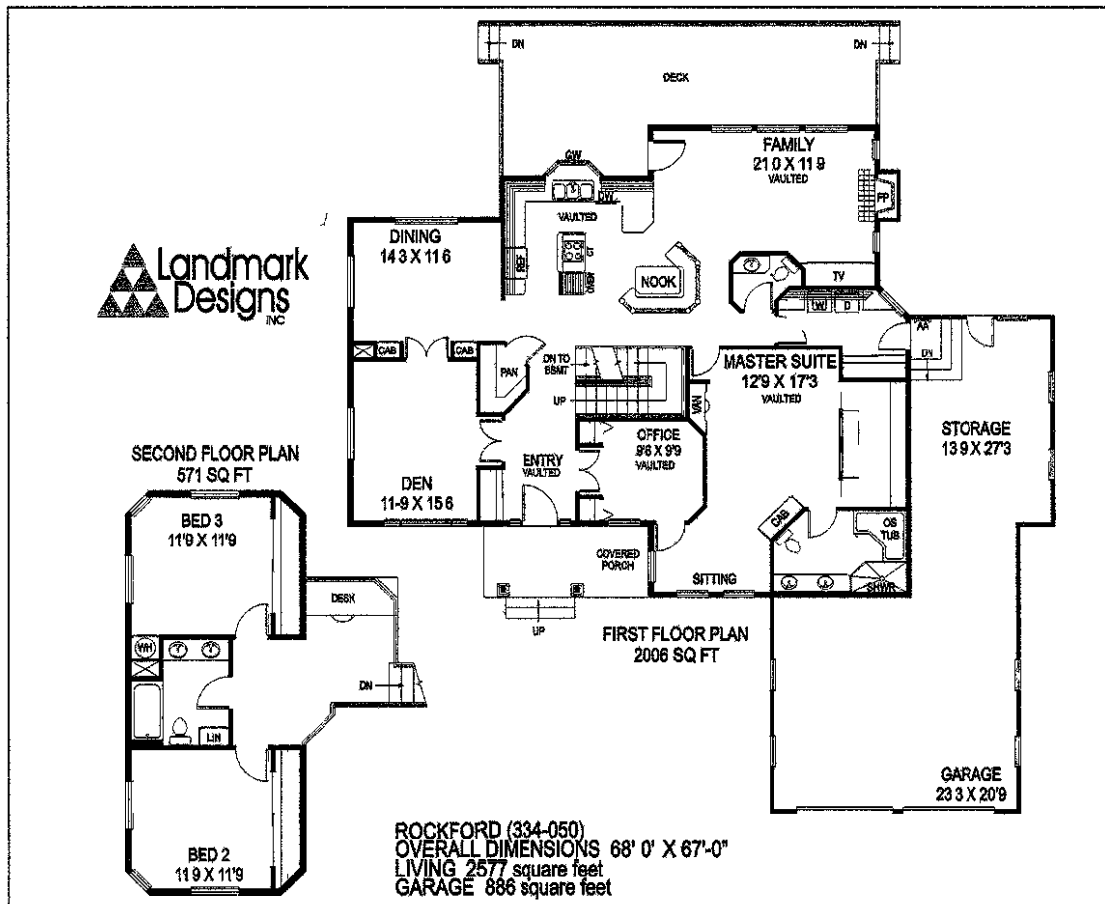 DN
DN
DECK
FAMILY
21 0 X 11 9
VAULTED
GW
DW
FP
VAULTED
DINING
14 3 X 11 6
REF
CT
OVEN
NOOK
TV
Landmark
Designs
INC
W
D
AA
DN
CAB
CAB
PAN
DN TO
BSMT
UP
MASTER SUITE
12'9 X 17'3
VAULTED
VAN
STORAGE
13 9 X 27'3
OFFICE
9'6 X 9'9
VAULTED
ENTRY
VAULTED
DEN
11-9 X 15 6
SECOND FLOOR PLAN
571 SQ FT
BED 3
11'9 X 11'9
CAB
OS
TUB
COVERED
PORCH
SITTING
SHWR
DESK
UP
FIRST FLOOR PLAN
2006 SQ FT
WH
DN
LIN
GARAGE
23 3 X 20'9
BED 2
11 9 X 11'9
ROCKFORD (334-050)
OVERALL DIMENSIONS 68' 0' X 67'-0"
LIVING 2577 square feet
GARAGE 886 square feet